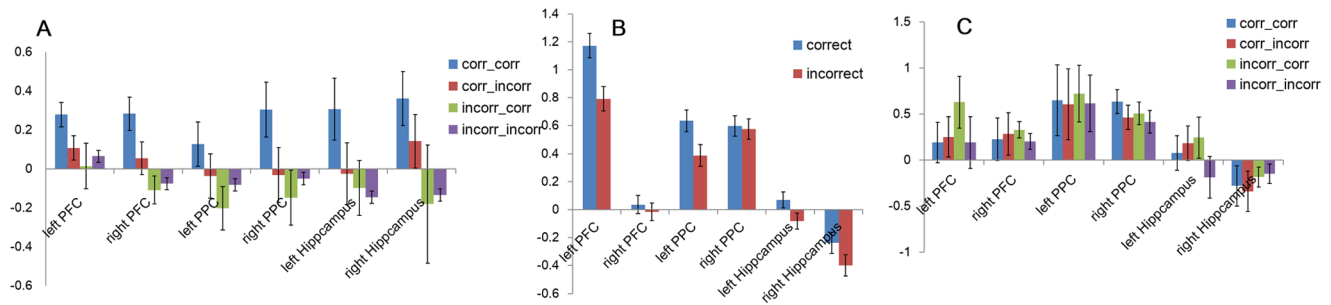 A
0.6
0.4
0.2
0
-0.2
-0.4
-0.6
left PFC
right PFC
left PPC
right PPC
left Hippcampus
right Hippcampus
corr_corr
corr_incorr
incorr_corr
incorr_incorr
B
1.4
1.2
1
0.8
0.6
0.4
0.2
0
-0.2
-0.4
-0.6
left PFC
right PFC
left PPC
right PPC
left Hippcampus
right Hippcampus
correct
incorrect
C
1.5
1
0.5
0
-0.5
-1
left PFC
right PFC
left PPC
right PPC
left Hippcampus
right Hippcampus
corr_corr
corr_incorr
incorr_corr
incorr_incorr